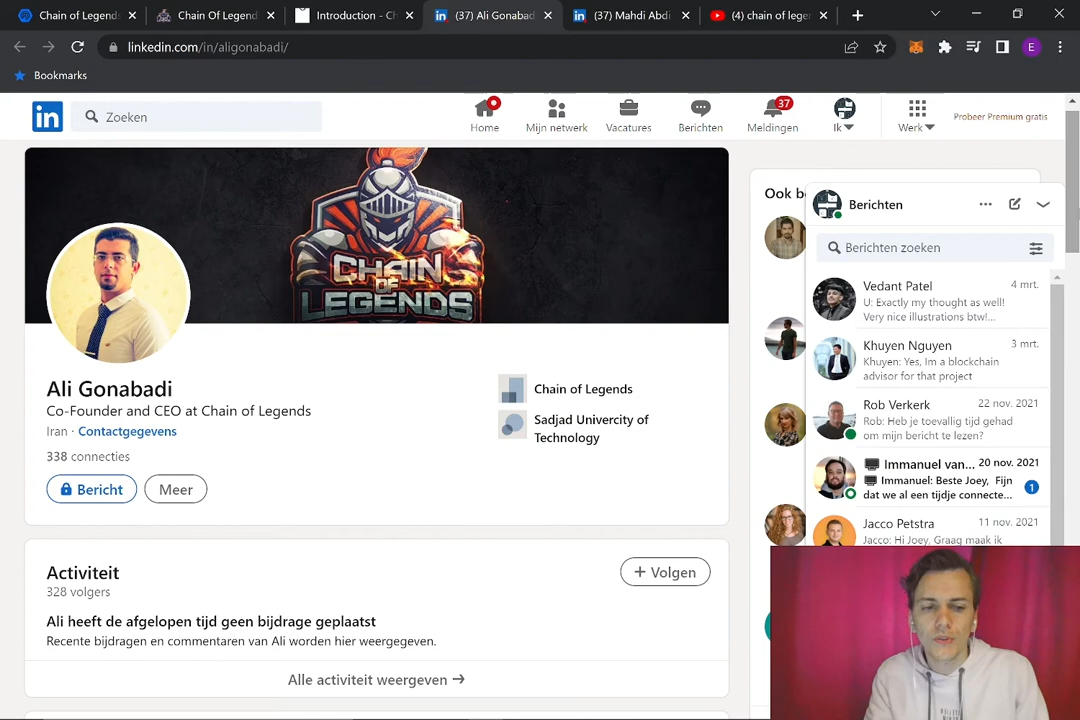 Chain of Legends
Chain Of Legend
Introduction - Ch
(37) Ali Gonabad
(37) Mahdi Abdi
(4) chain of lege
linkedin.com/in/aligonabadi/
E
Bookmarks
in
Zoeken
Home
Mijn netwerk
Vacatures
Berichten
37
Meldingen
Ik
Werk
Probeer Premium gratis
CHAIN
OF
LEGENDS
Ali Gonabadi
Co-Founder and CEO at Chain of Legends
Iran · Contactgegevens
338 connecties
Bericht
Meer
Chain of Legends
Sadjad Univercity of
Technology
Activiteit
328 volgers
+ Volgen
Ali heeft de afgelopen tijd geen bijdrage geplaatst
Recente bijdragen en commentaren van Ali worden hier weergegeven.
Alle activiteit weergeven →
Ook be
Berichten
Berichten zoeken
Vedant Patel
4 mrt.
U: Exactly my thought as well!
Very nice illustrations btw!...
Khuyen Nguyen
3 mrt.
Khuyen: Yes, Im a blockchain
advisor for that project
Rob Verkerk
22 nov. 2021
Rob: Heb je toevallig tijd gehad
om mijn bericht te lezen?
Immanuel van...
20 nov. 2021
Immanuel: Beste Joey, Fijn
dat we al een tijdje connecte...
1
Jacco Petstra
11 nov. 2021
Jacco: Hi Joey, Graag maak ik